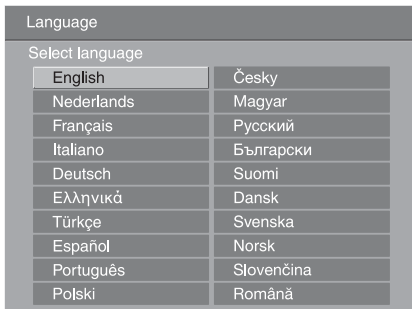 Language
Select language
English
Nederlands
Français
Italiano
Deutsch
Ελληνικά
Türkçe
Español
Português
Polski
Česky
Magyar
Русский
Български
Suomi
Dansk
Svenska
Norsk
Slovenčina
Română